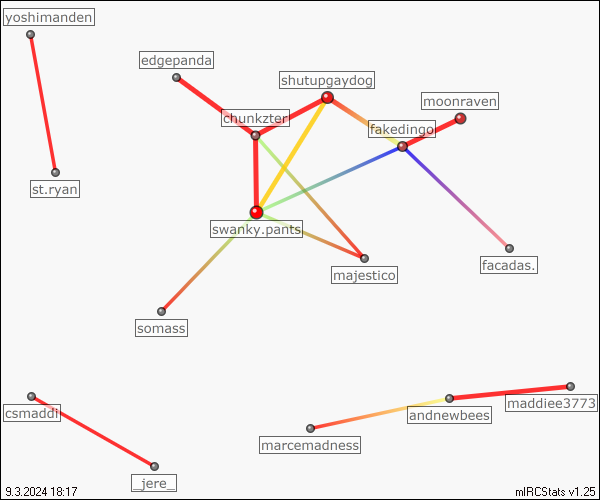 yoshimanden
edgepanda
shutupgaydog
moonraven
chunkzter
fakedingo
st.ryan
swanky.pants
majestico
facadas.
somass
maddiee3773
csmaddi
andnewbees
marcemadness
_jere_
9.3.2024 18:17
mIRCStats v1.25